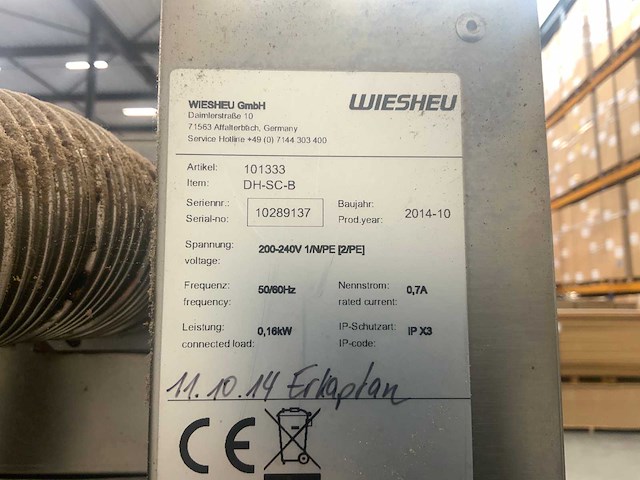 WIESHEU GmbH
WIESHEU
Daimlerstraße 10
71563 Affalterbach, Germany
Service Hotline +49 (0) 7144 303 400
Artikel: 101333
Item: DH-SC-B
Seriennr.: Baujahr:
Serial-no: 10289137 Prod.year: 2014-10
Spannung:
voltage: 200-240V 1/N/PE [2/PE]
Frequenz: Nennstrom:
frequency: 50/60Hz rated current: 0,7A
Leistung: IP-Schutzart:
connected load: 0,16kW IP-code: IP X3
11.10.14 Erkaptan
CE